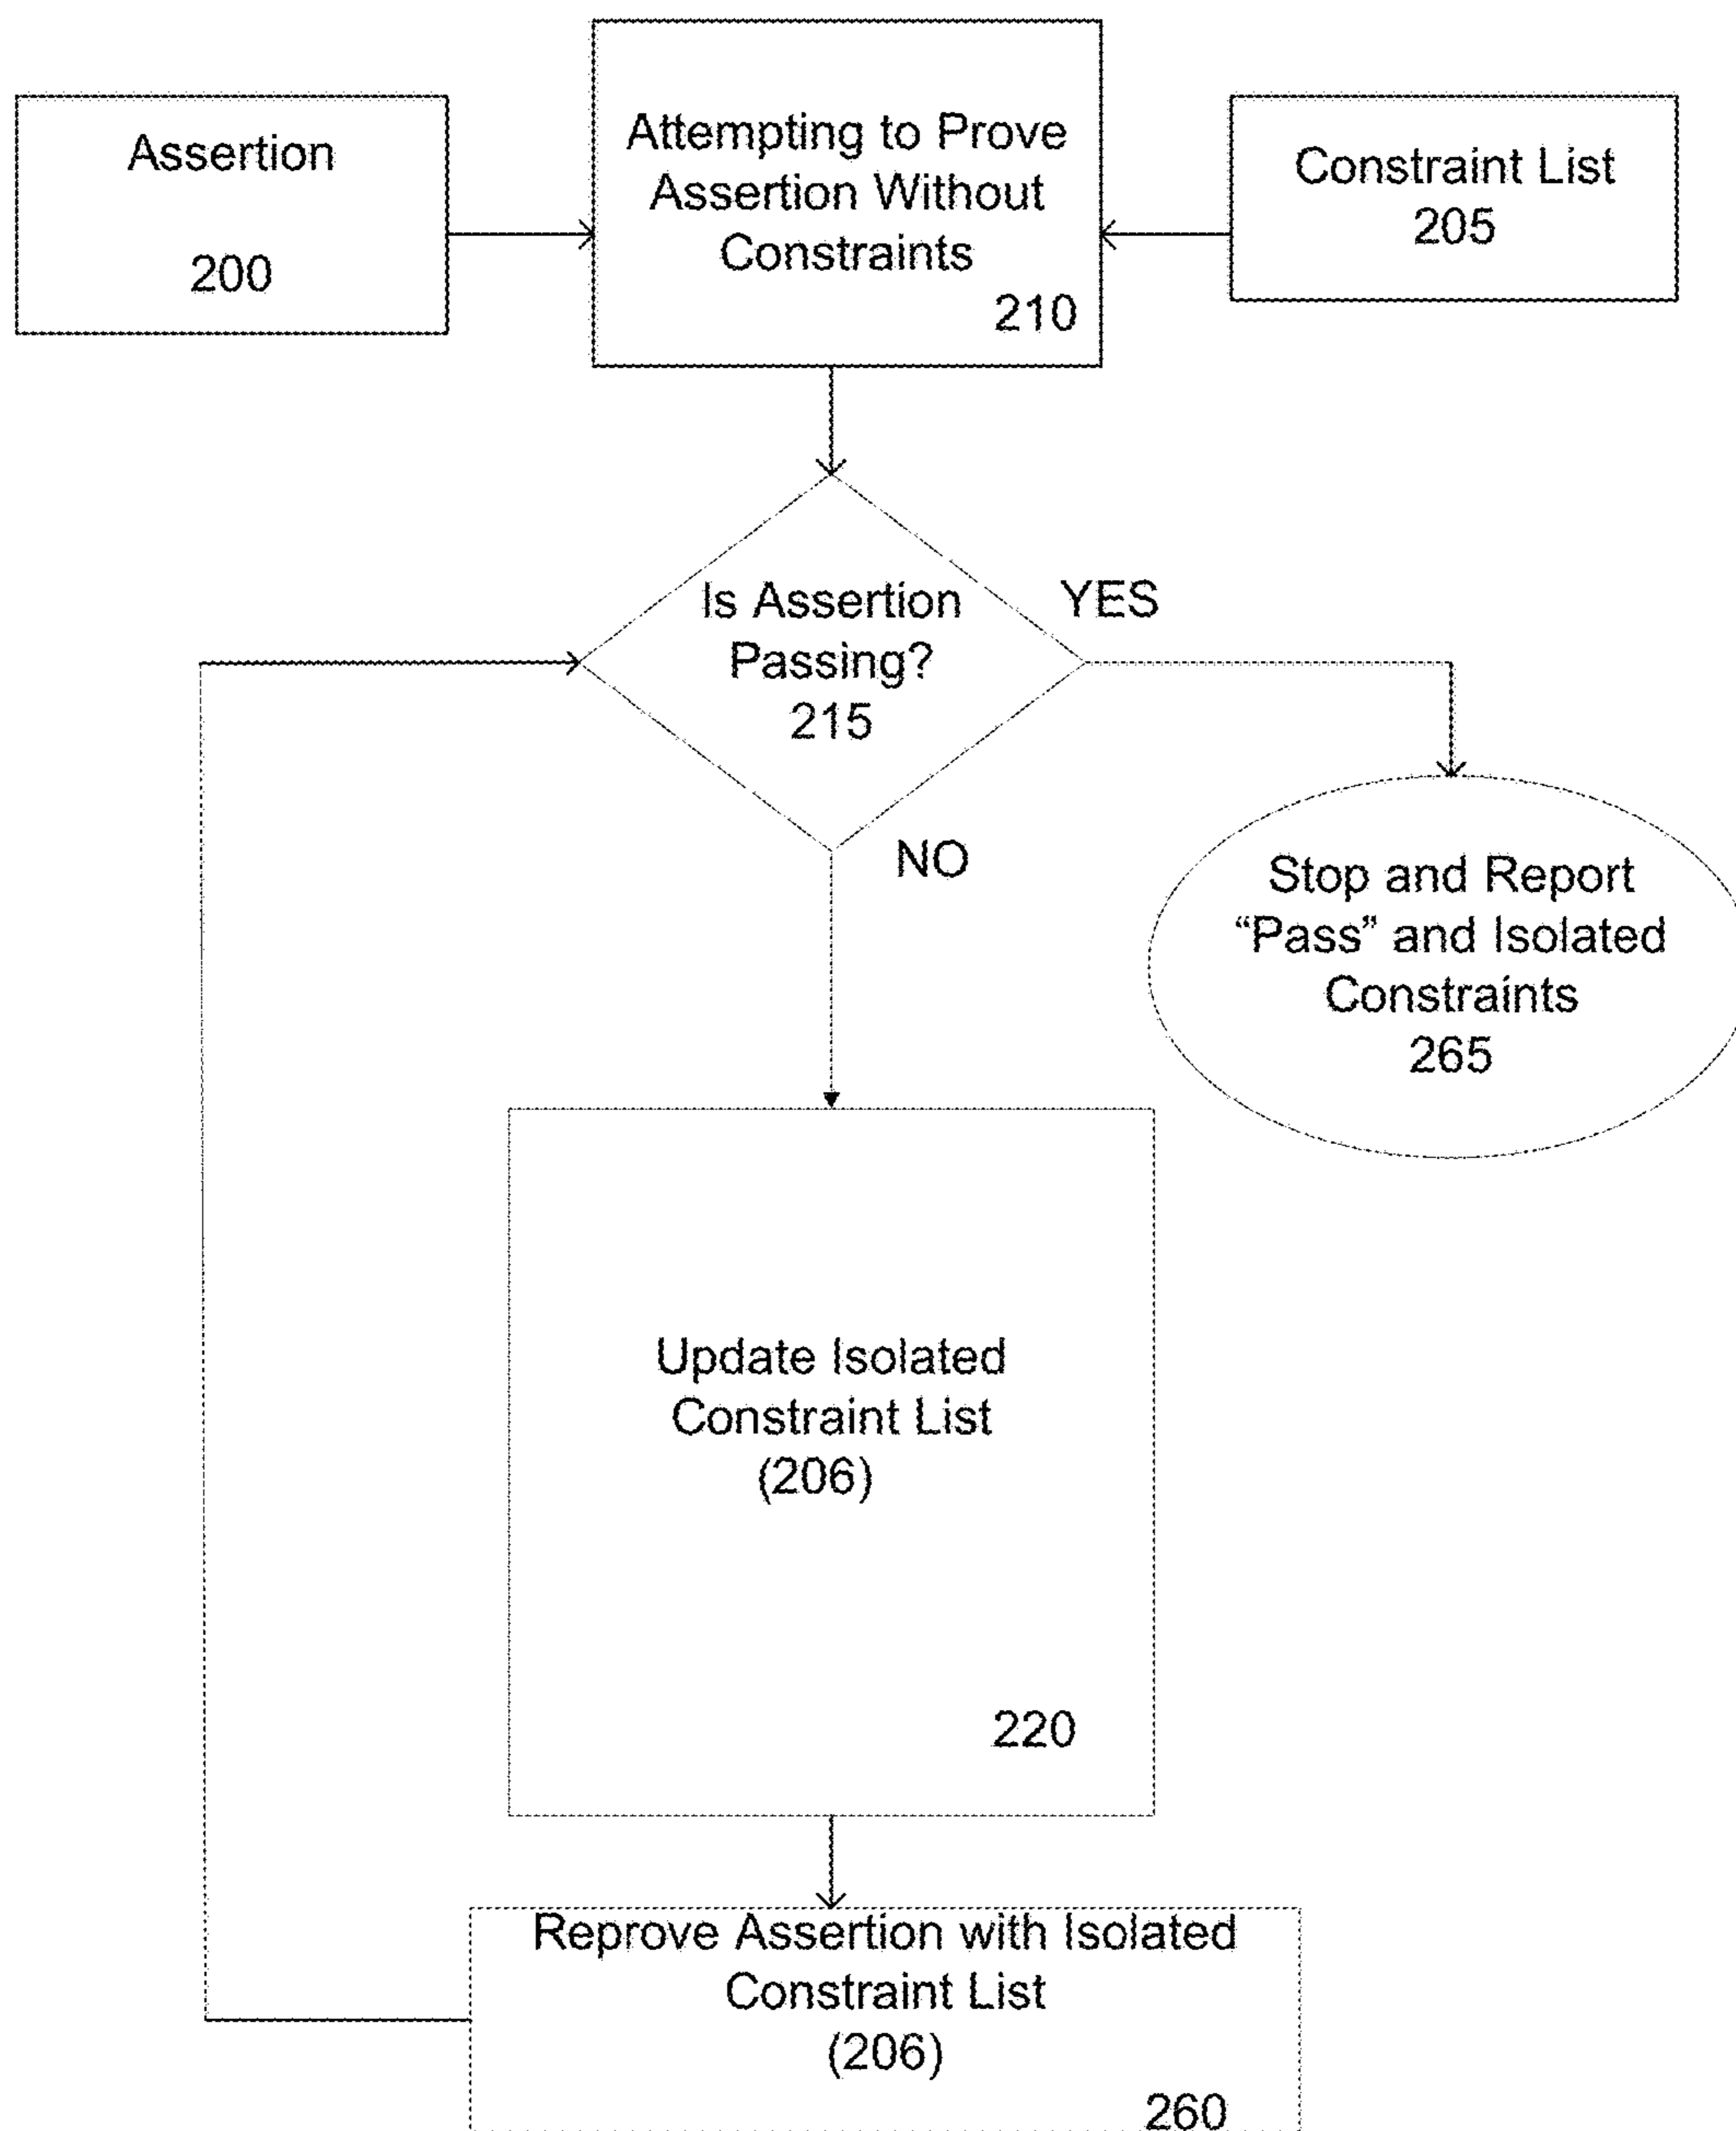 Assertion
200
Attempting to Prove
Assertion Without
Constraints
210
Constraint List
205
Is Assertion
Passing?
215
YES
NO
Stop and Report
“Pass” and Isolated
Constraints
265
Update Isolated
Constraint List
(206)
220
Reprove Assertion with Isolated
Constraint List
(206)
260